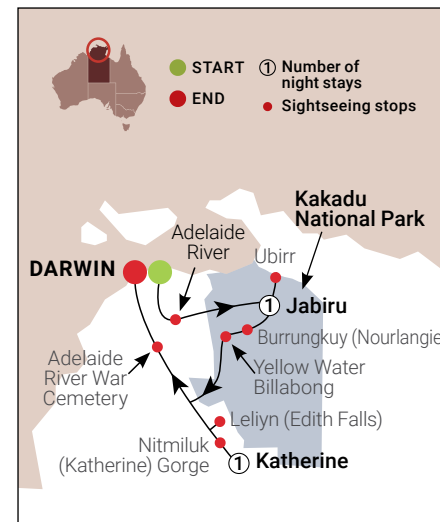 START
END
1 Number of
night stays
Sightseeing stops
Kakadu
National Park
Adelaide
River
Ubirr
DARWIN
1 Jabiru
Burrungkuy (Nourlangie
Adelaide
River War
Cemetery
Yellow Water
Billabong
Leliyn (Edith Falls)
Nitmiluk
(Katherine) Gorge
1 Katherine